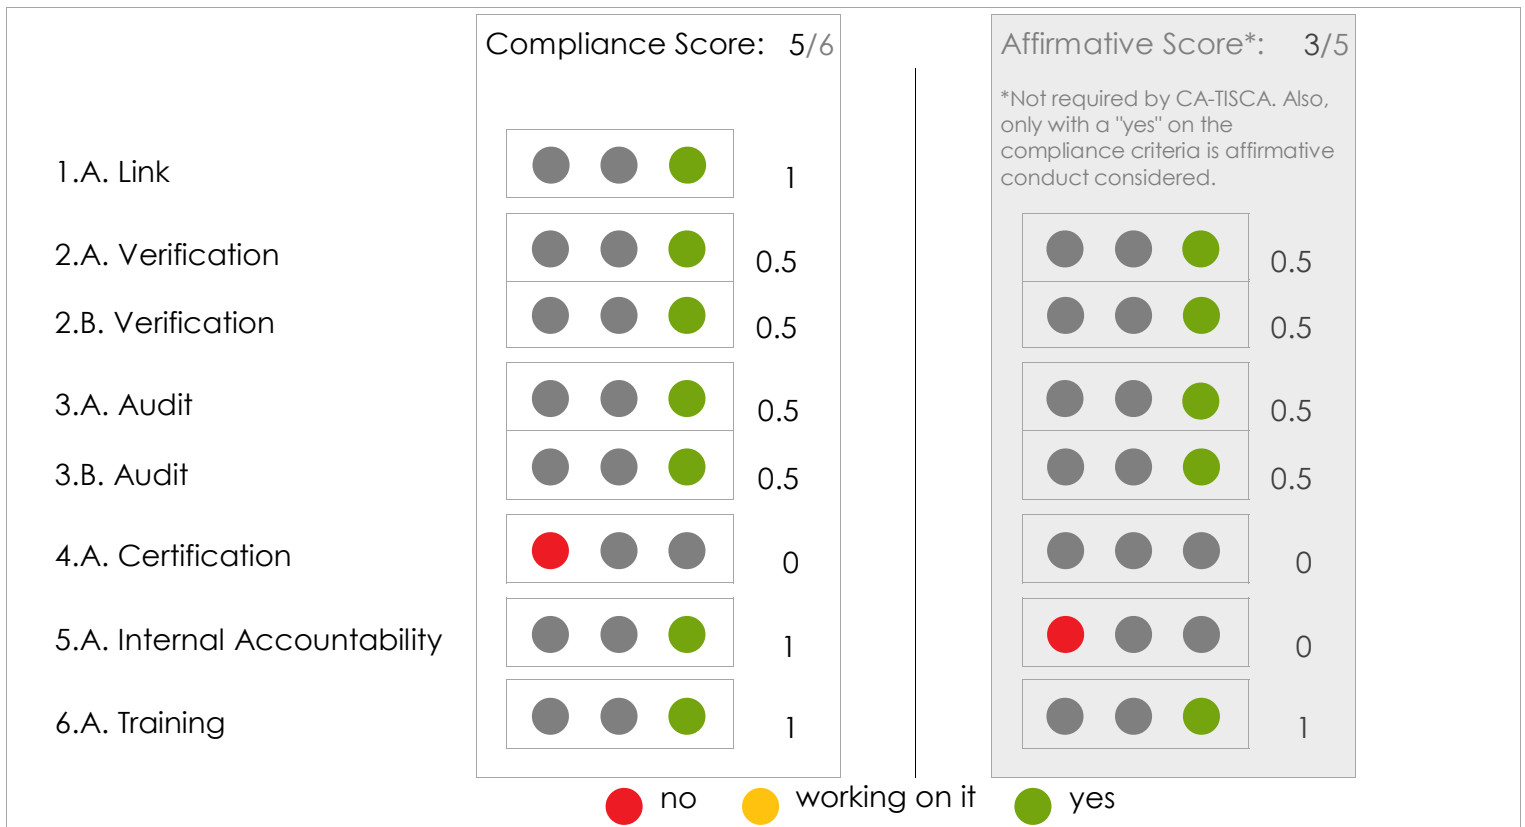 Compliance Score: 5/6
Affirmative Score*: 3/5
*Not required by CA-TISCA. Also,
only with a "yes" on the
compliance criteria is affirmative
conduct considered.
1.A. Link 1
2.A. Verification 0.5 0.5
2.B. Verification 0.5 0.5
3.A. Audit 0.5 0.5
3.B. Audit 0.5 0.5
4.A. Certification 0 0
5.A. Internal Accountability 1 0
6.A. Training 1 1
no working on it yes